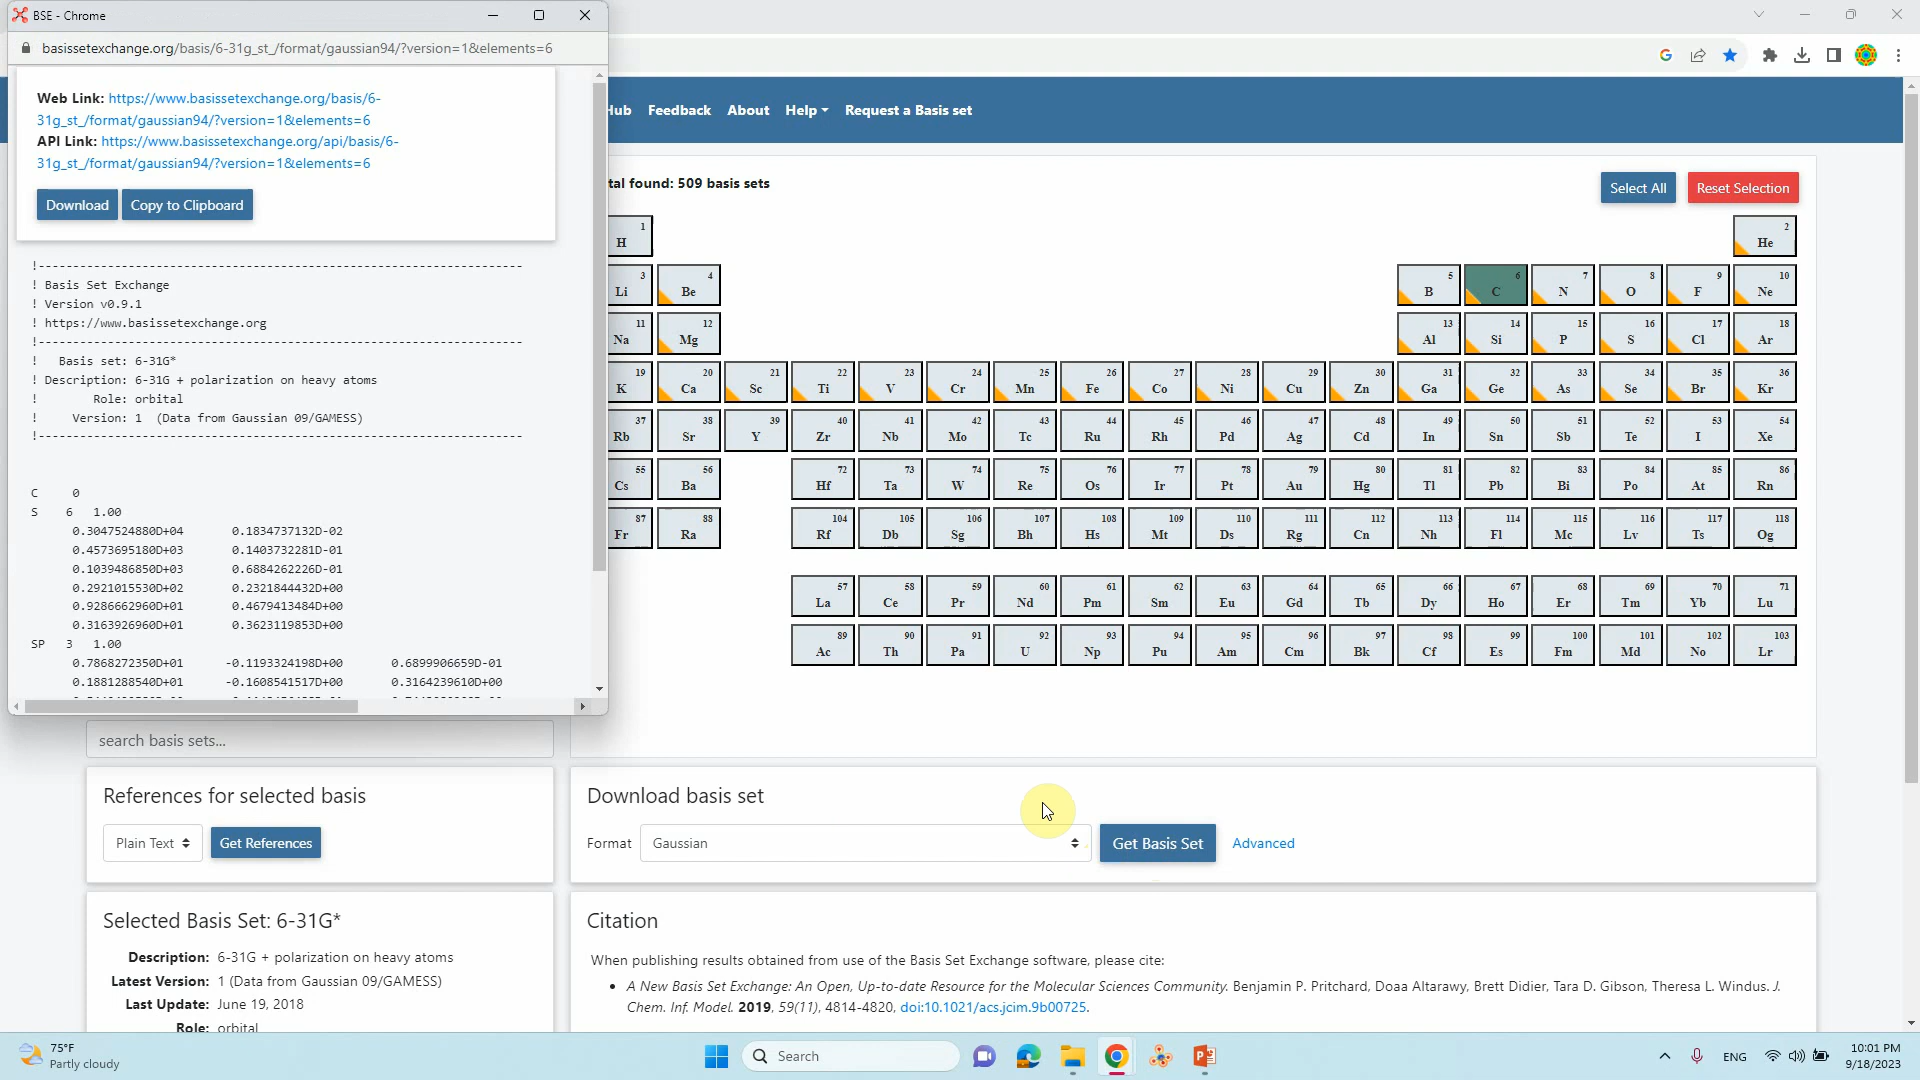 BSE - Chrome
basissetexchange.org/basis/6-31g_st_/format/gaussian94/?version=1&elements=6
Web Link: https://www.basissetexchange.org/basis/6-
31g_st_/format/gaussian94/?version=1&elements=6
API Link: https://www.basissetexchange.org/api/basis/6-
31g_st_/format/gaussian94/?version=1&elements=6
Download Copy to Clipboard
!----------------------------------------------------------------------
! Basis Set Exchange
! Version v0.9.1
! https://www.basissetexchange.org
!----------------------------------------------------------------------
! Basis set: 6-31G*
! Description: 6-31G + polarization on heavy atoms
! Role: orbital
! Version: 1 (Data from Gaussian 09/GAMESS)
!----------------------------------------------------------------------
C 0
S 6 1.00
0.3047524880D+04 0.1834737132D-02
0.4573695180D+03 0.1403732281D-01
0.1039486850D+03 0.6884262226D-01
0.2921015530D+02 0.2321844432D+00
0.9286662960D+01 0.4679413484D+00
0.3163926960D+01 0.3623119853D+00
SP 3 1.00
0.7868272350D+01 -0.1193324198D+00 0.6899906659D-01
0.1881288540D+01 -0.1608541517D+00 0.3164239610D+00
Hub Feedback About Help Request a Basis set
tal found: 509 basis sets
Select All Reset Selection
1 2
H He
3 4 5 6 7 8 9 10
Li Be B C N O F Ne
11 12 13 14 15 16 17 18
Na Mg Al Si P S Cl Ar
19 20 21 22 23 24 25 26 27 28 29 30 31 32 33 34 35 36
K Ca Sc Ti V Cr Mn Fe Co Ni Cu Zn Ga Ge As Se Br Kr
37 38 39 40 41 42 43 44 45 46 47 48 49 50 51 52 53 54
Rb Sr Y Zr Nb Mo Tc Ru Rh Pd Ag Cd In Sn Sb Te I Xe
55 56 72 73 74 75 76 77 78 79 80 81 82 83 84 85 86
Cs Ba Hf Ta W Re Os Ir Pt Au Hg Tl Pb Bi Po At Rn
87 88 104 105 106 107 108 109 110 111 112 113 114 115 116 117 118
Fr Ra Rf Db Sg Bh Hs Mt Ds Rg Cn Nh Fl Mc Lv Ts Og
57 58 59 60 61 62 63 64 65 66 67 68 69 70 71
La Ce Pr Nd Pm Sm Eu Gd Tb Dy Ho Er Tm Yb Lu
89 90 91 92 93 94 95 96 97 98 99 100 101 102 103
Ac Th Pa U Np Pu Am Cm Bk Cf Es Fm Md No Lr
search basis sets...
References for selected basis
Plain Text Get References
Download basis set
Format Gaussian Get Basis Set Advanced
Selected Basis Set: 6-31G*
Description: 6-31G + polarization on heavy atoms
Latest Version: 1 (Data from Gaussian 09/GAMESS)
Last Update: June 19, 2018
Role: orbital
Citation
When publishing results obtained from use of the Basis Set Exchange software, please cite:
• A New Basis Set Exchange: An Open, Up-to-date Resource for the Molecular Sciences Community. Benjamin P. Pritchard, Doaa Altarawy, Brett Didier, Tara D. Gibson, Theresa L. Windus. J.
Chem. Inf. Model. 2019, 59(11), 4814-4820, doi:10.1021/acs.jcim.9b00725.
75°F
Partly cloudy
Search
ENG
10:01 PM
9/18/2023